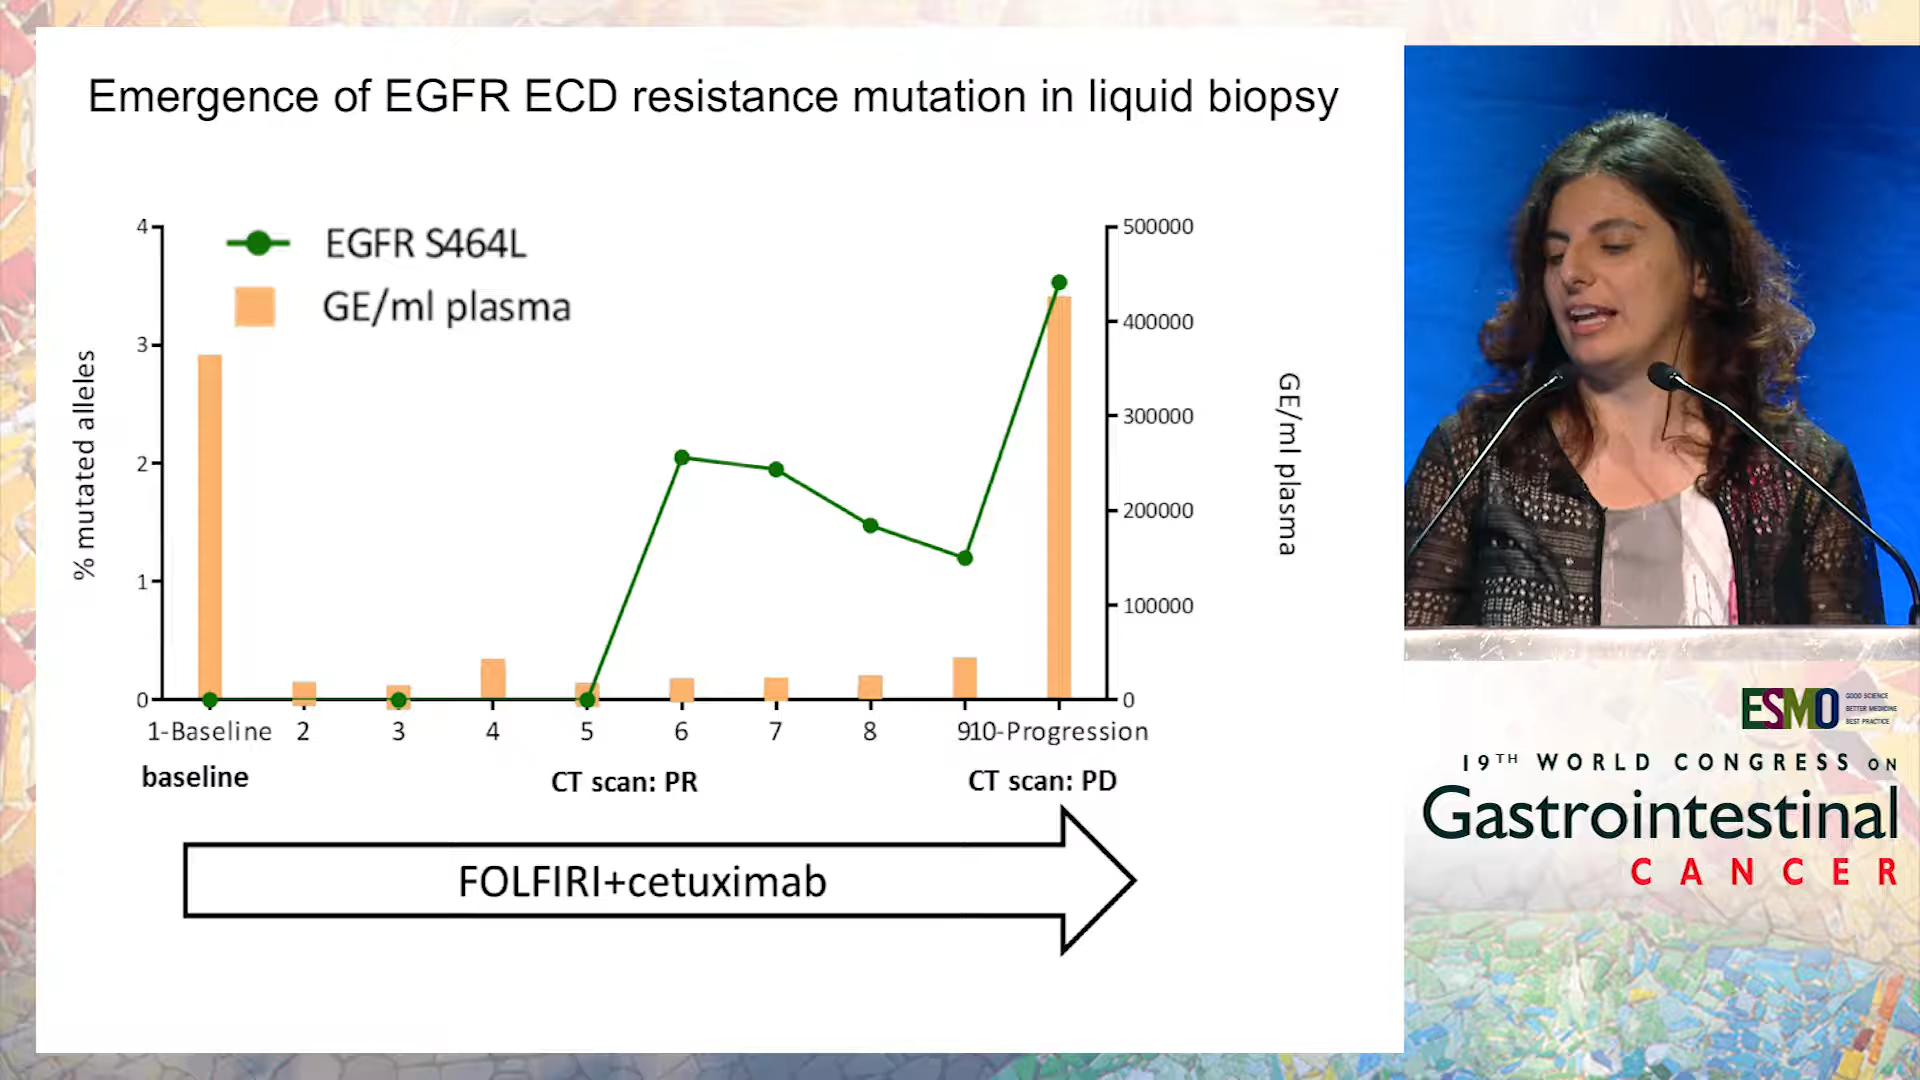 Emergence of EGFR ECD resistance mutation in liquid biopsy
EGFR S464L
GE/ml plasma
% mutated alleles
4
3
2
1
0
500000
400000
300000
200000
100000
0
GE/ml plasma
1-Baseline 2 3 4 5 6 7 8 910-Progression
baseline CT scan: PR CT scan: PD
FOLFIRI+cetuximab
ESMO
GOOD SCIENCE
BETTER MEDICINE
BEST PRACTICE
19TH WORLD CONGRESS ON
Gastrointestinal
CANCER